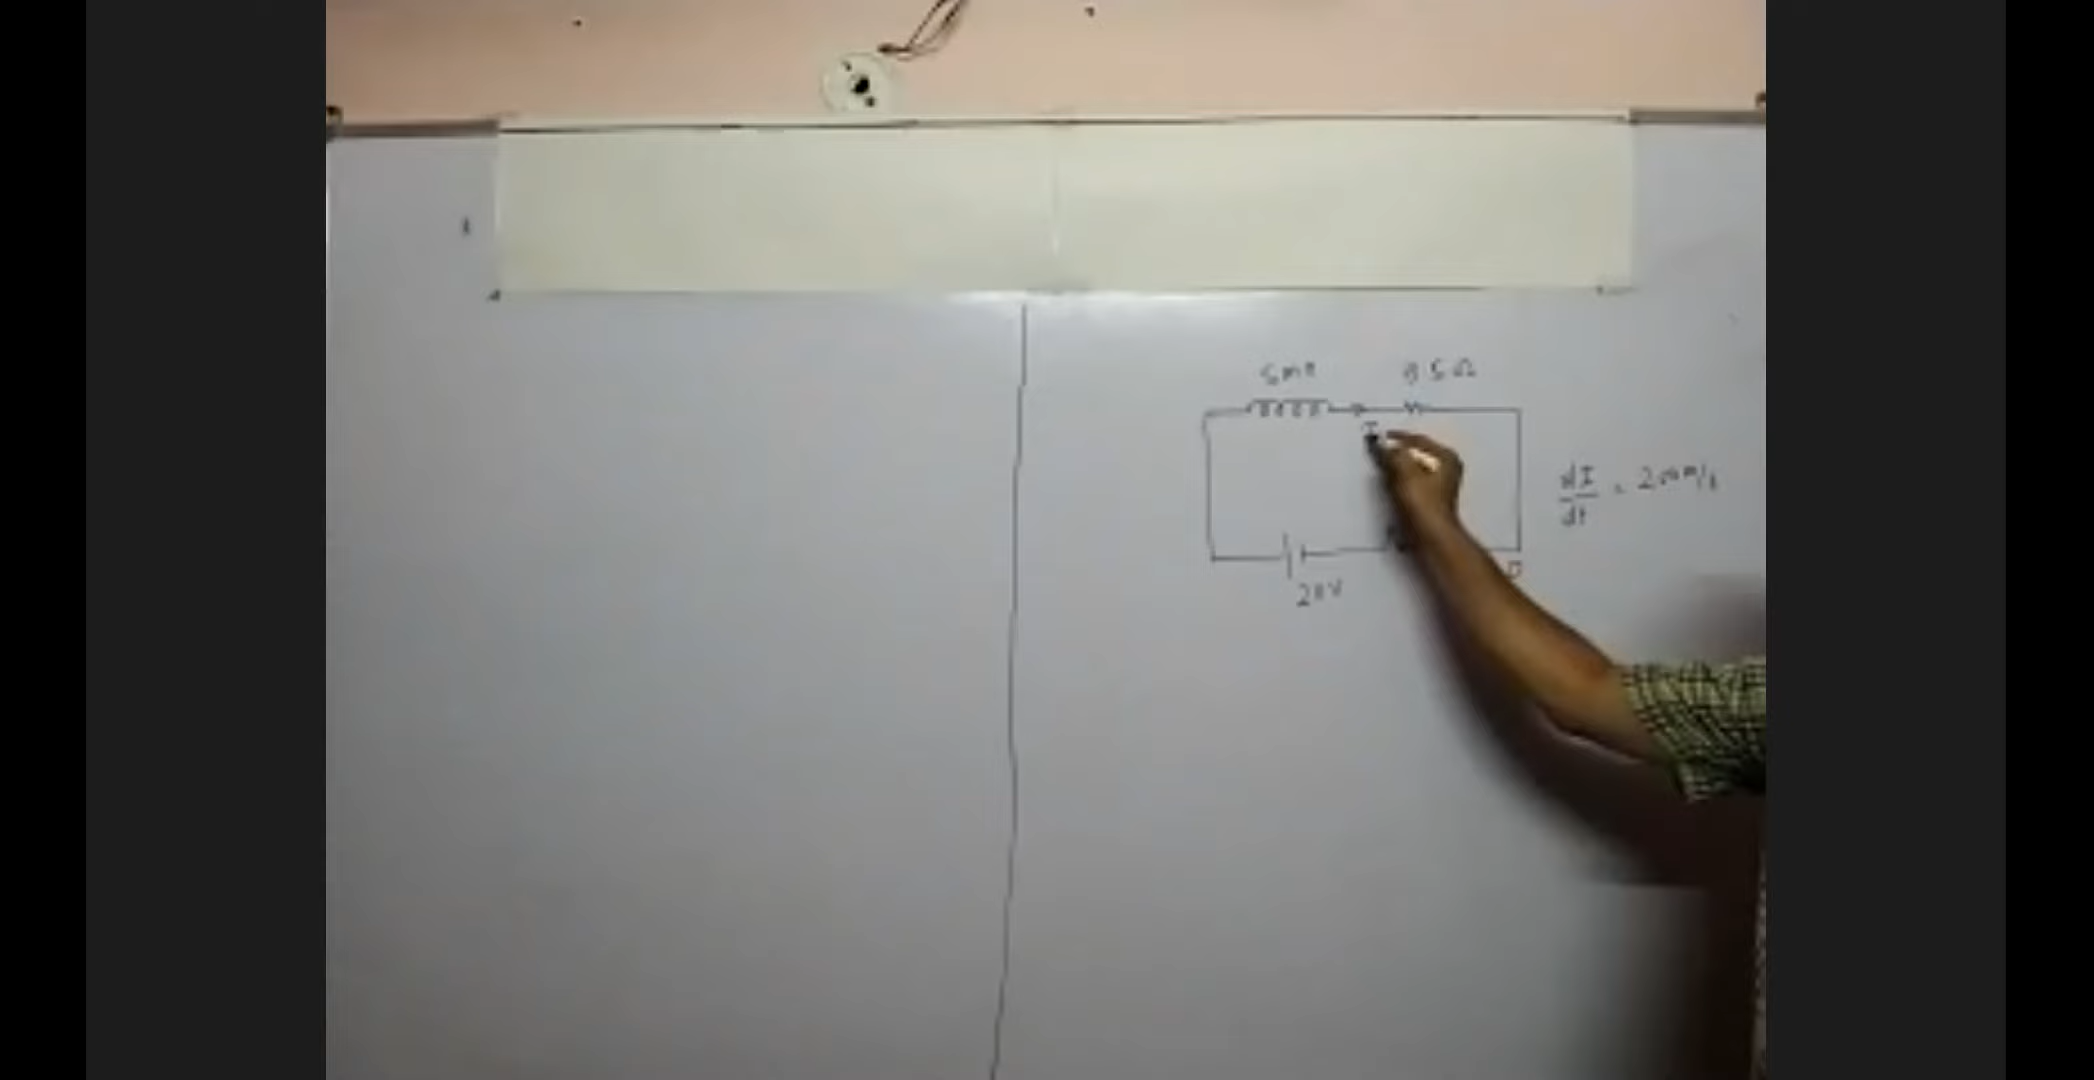 5mH
0.5Ω
I
dI/dt = 20A/s
20V